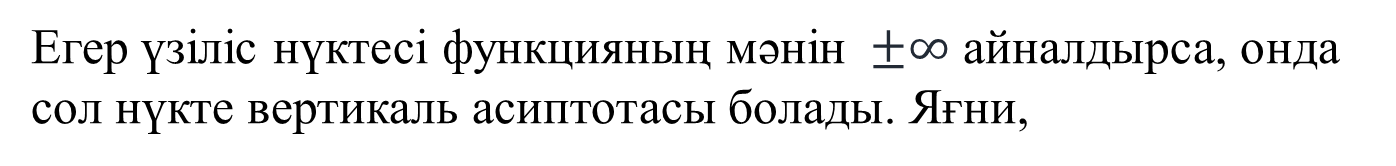 Егер үзіліс нүктесі функцияның мәнін ±∞ айналдырса, онда
сол нүкте вертикаль асиптотасы болады. Яғни,